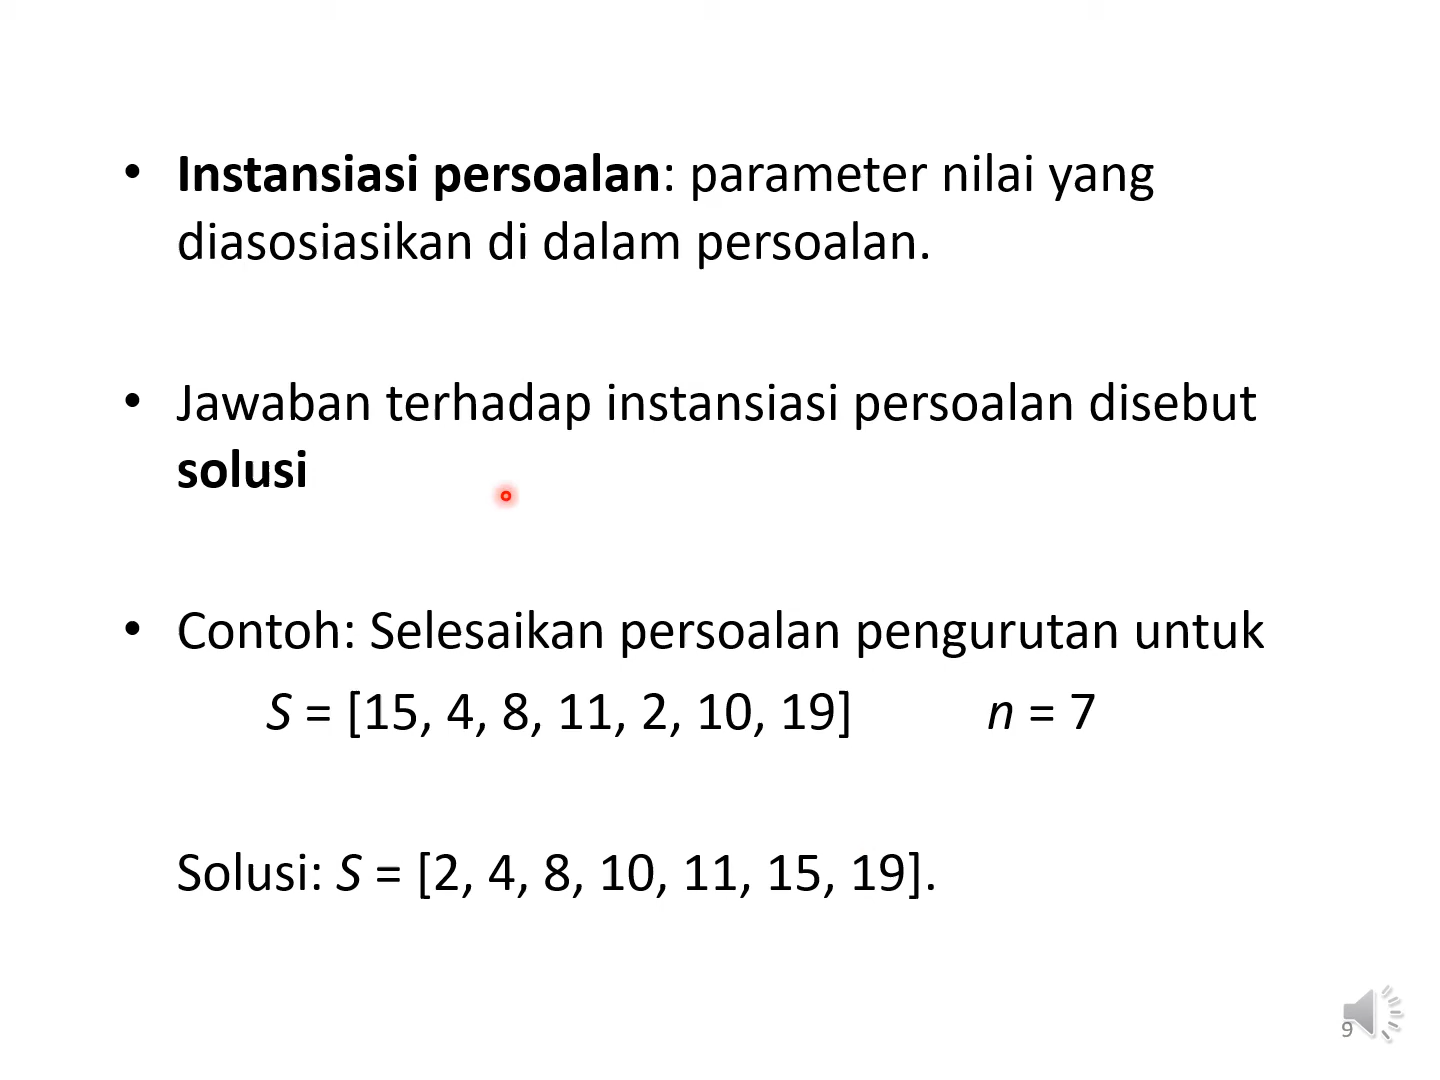 • Instansiasi persoalan: parameter nilai yang
diasosiasikan di dalam persoalan.
• Jawaban terhadap instansiasi persoalan disebut
solusi
• Contoh: Selesaikan persoalan pengurutan untuk
S = [15, 4, 8, 11, 2, 10, 19] n = 7
Solusi: S = [2, 4, 8, 10, 11, 15, 19].
9